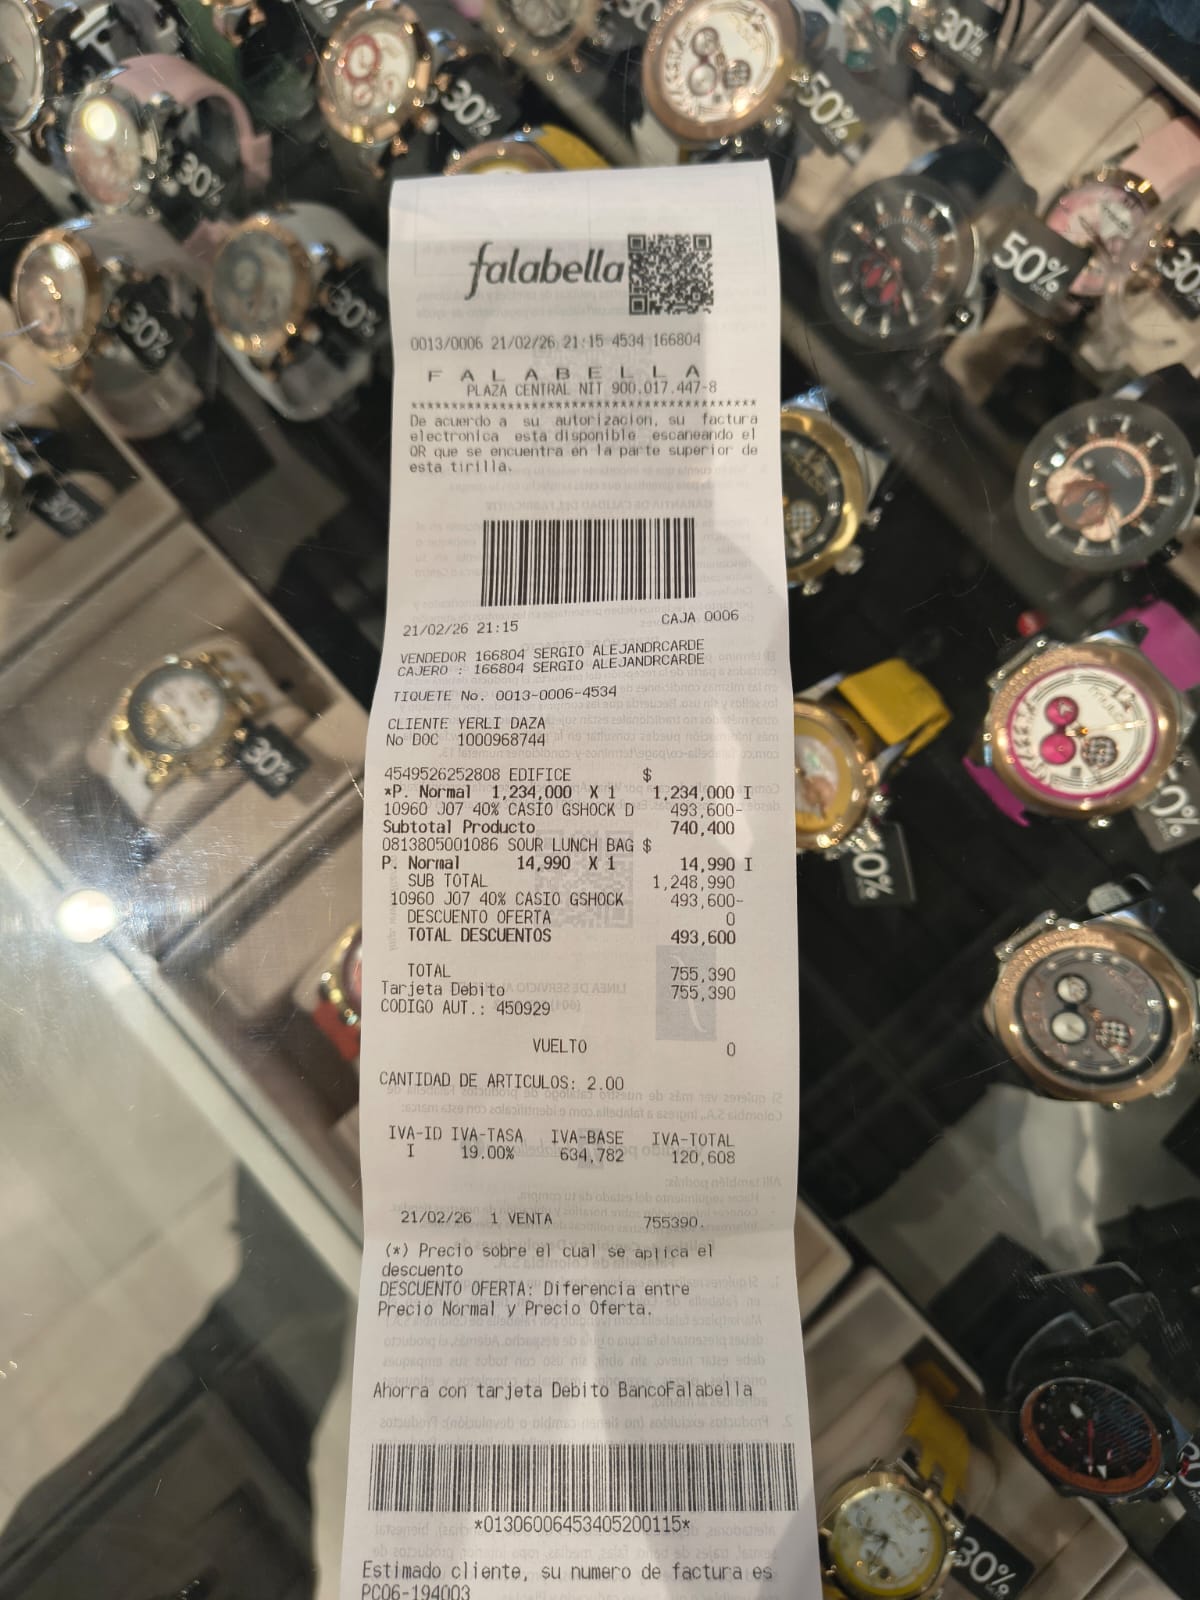 falabella
0013/0006 21/02/26 21:15 4534 166804
F A L A B E L L A
PLAZA CENTRAL NIT 900.017.447-8
****************************************
De acuerdo a su autorizacion, su factura
electronica esta disponible escaneando el
QR que se encuentra en la parte superior de
esta tirilla.
21/02/26 21:15 CAJA 0006
VENDEDOR 166804 SERGIO ALEJANDRCARDE
CAJERO : 166804 SERGIO ALEJANDRCARDE
TIQUETE No. 0013-0006-4534
CLIENTE YERLI DAZA
No DOC 1000968744
4549526252808 EDIFICE $
*P. Normal 1,234,000 X 1 1,234,000 I
10960 J07 40% CASIO GSHOCK D 493,600-
Subtotal Producto 740,400
0813805001086 SOUR LUNCH BAG $
P. Normal 14,990 X 1 14,990 I
SUB TOTAL 1,248,990
10960 J07 40% CASIO GSHOCK 493,600-
DESCUENTO OFERTA 0
TOTAL DESCUENTOS 493,600
TOTAL 755,390
Tarjeta Debito 755,390
CODIGO AUT.: 450929
VUELTO 0
CANTIDAD DE ARTICULOS: 2.00
IVA-ID IVA-TASA IVA-BASE IVA-TOTAL
I 19.00% 634,782 120,608
21/02/26 1 VENTA 755390.
(*) Precio sobre el cual se aplica el
descuento
DESCUENTO OFERTA: Diferencia entre
Precio Normal y Precio Oferta.
Ahorra con tarjeta Debito BancoFalabella
*01306006453405200115*
Estimado cliente, su numero de factura es
PC06-194003
30%
30%
50%
30%
30%
30%
30%
50%
30%
30%
30%